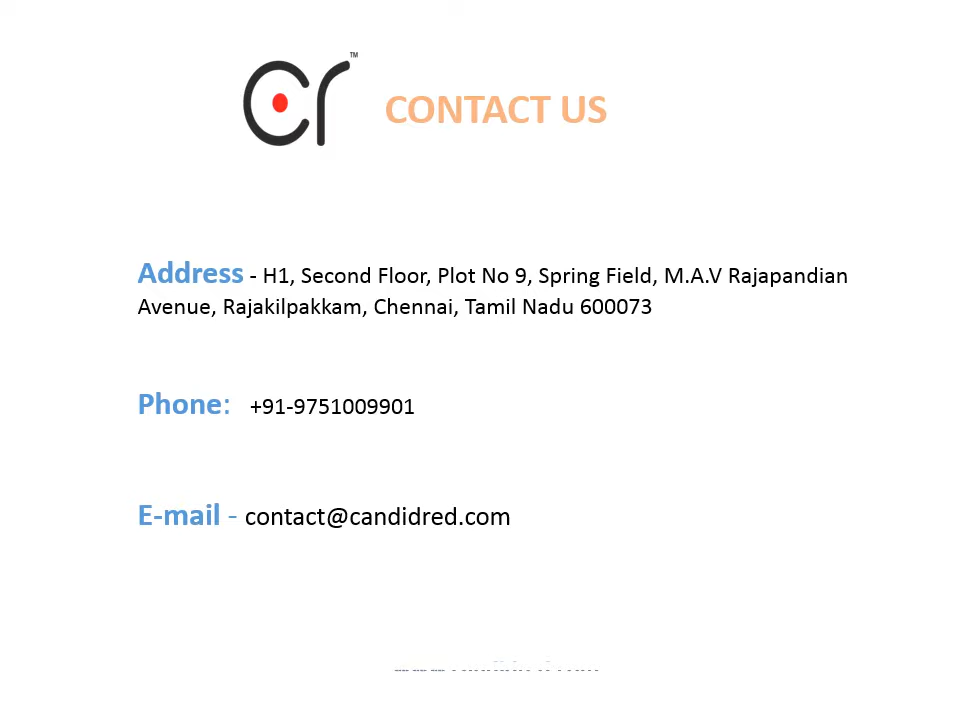 cr™
CONTACT US
Address - H1, Second Floor, Plot No 9, Spring Field, M.A.V Rajapandian
Avenue, Rajakilpakkam, Chennai, Tamil Nadu 600073
Phone: +91-9751009901
E-mail - contact@candidred.com